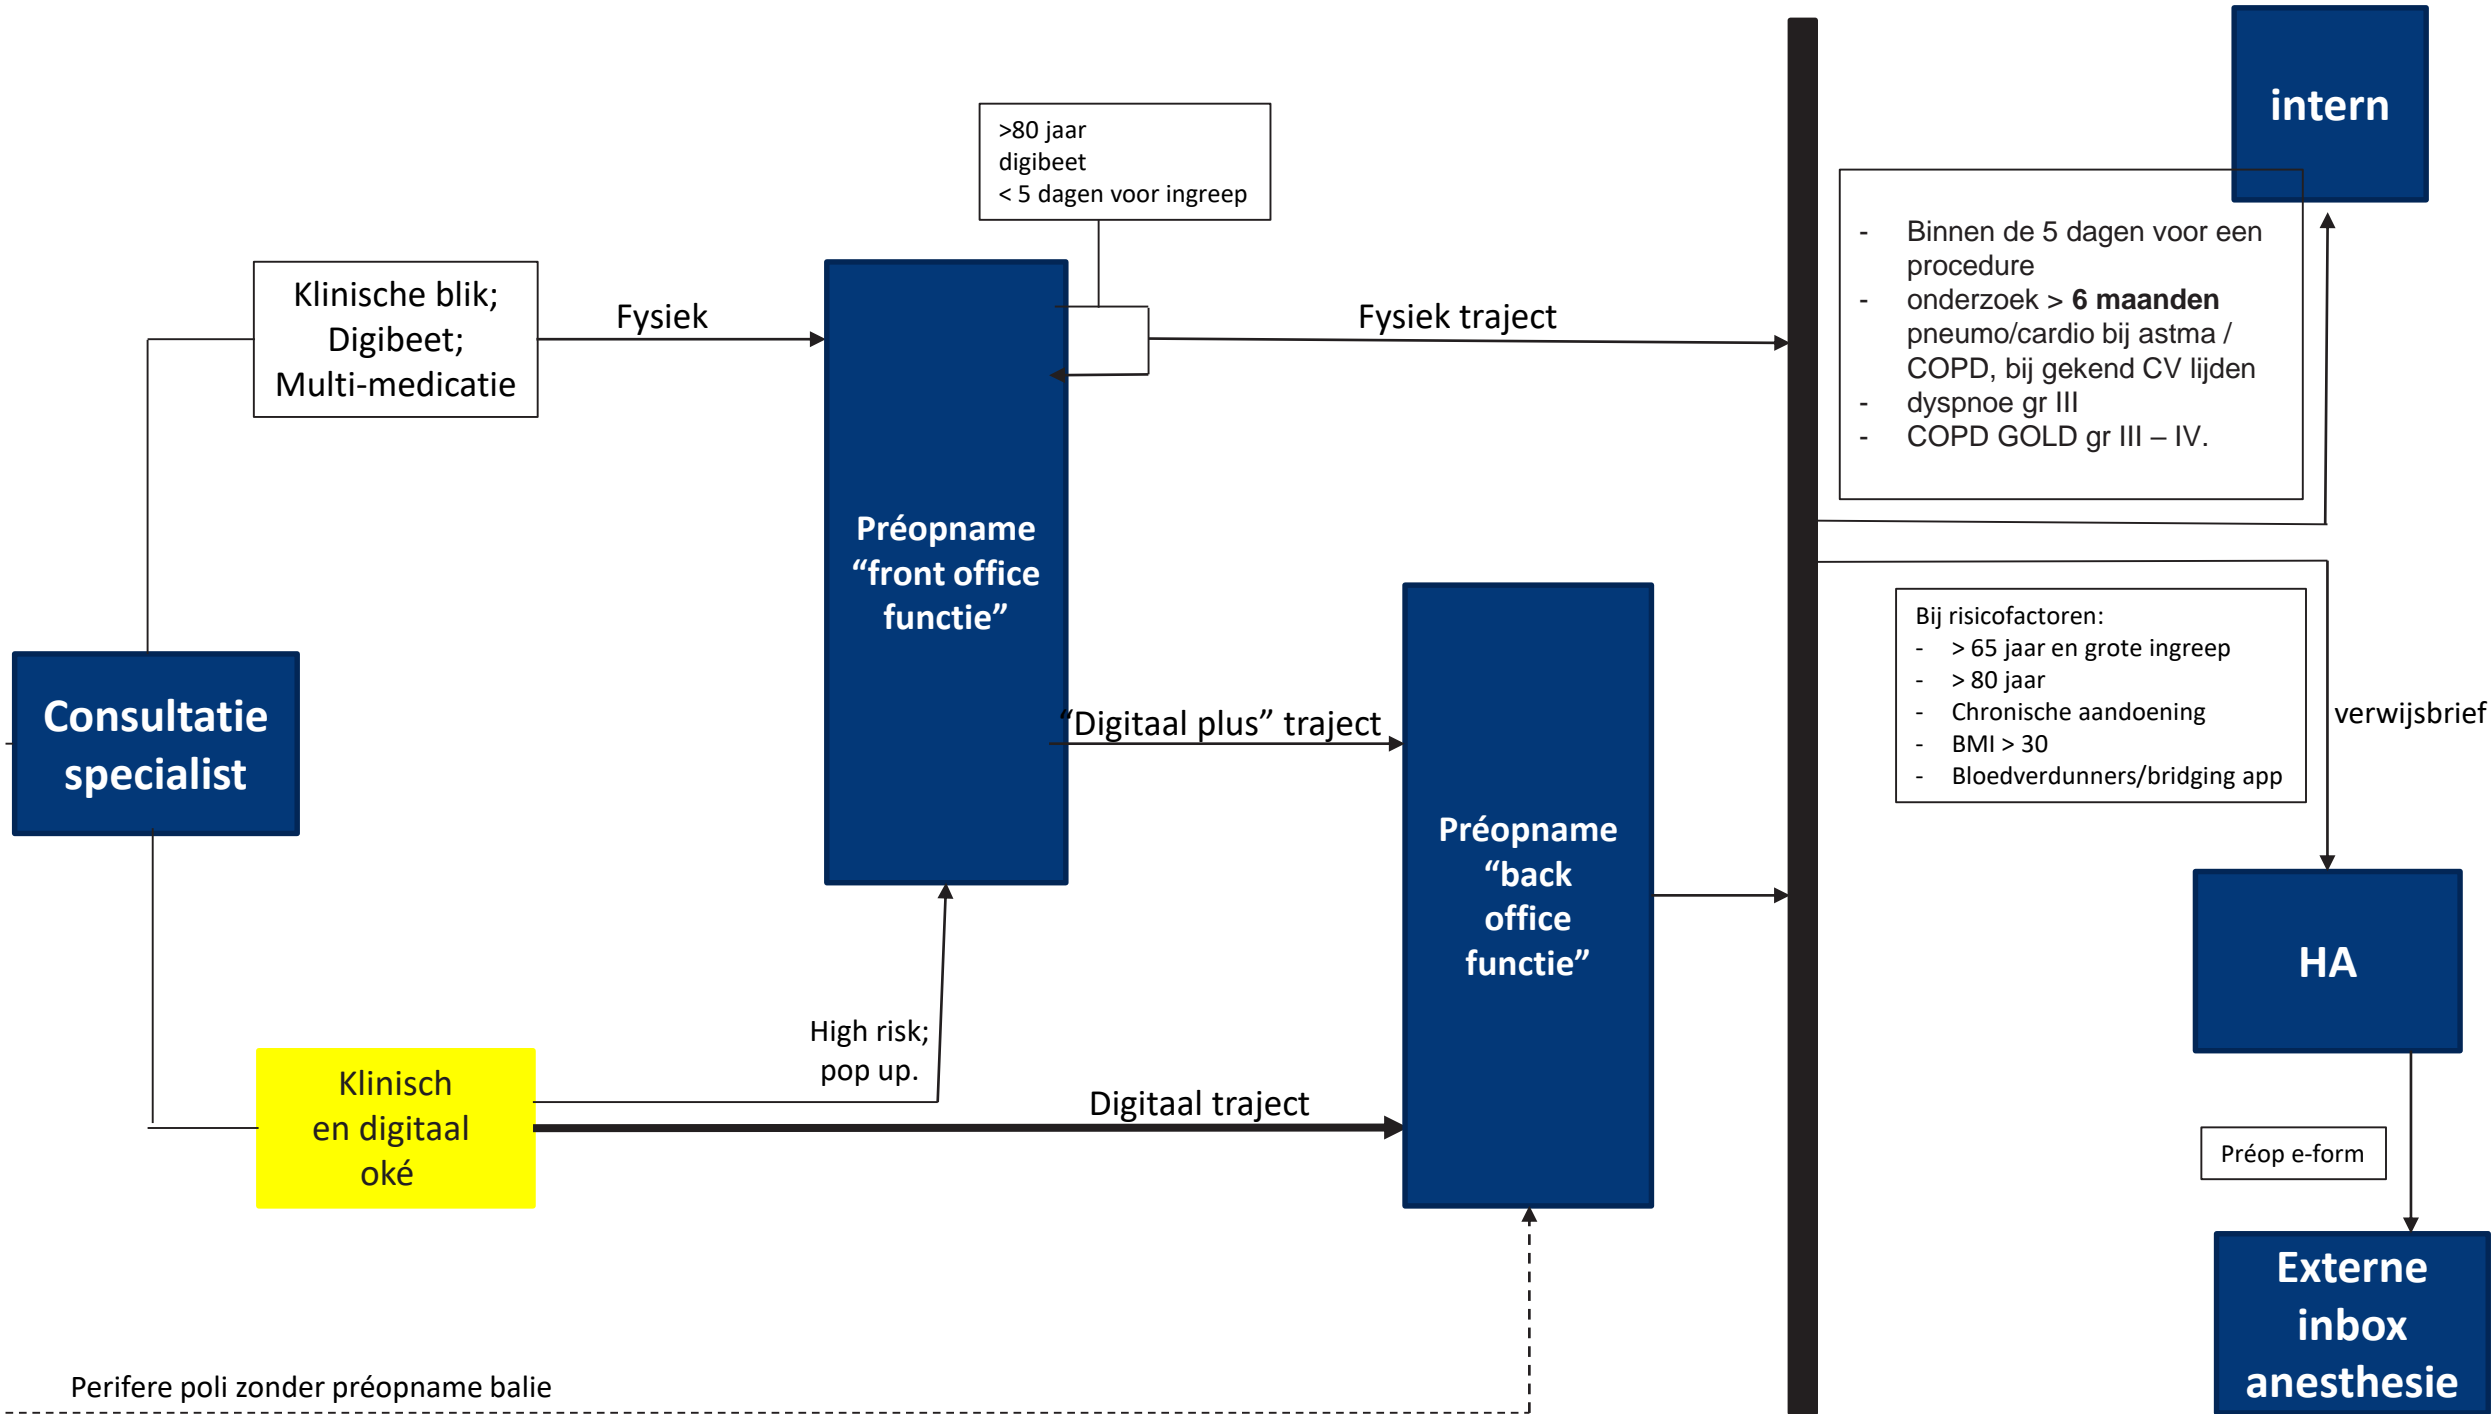 intern
>80 jaar
digibeet
< 5 dagen voor ingreep
- Binnen de 5 dagen voor een
procedure
- onderzoek > 6 maanden
pneumo/cardio bij astma /
COPD, bij gekend CV lijden
- dyspnoe gr III
- COPD GOLD gr III – IV.
Klinische blik;
Digibeet;
Multi-medicatie
Fysiek
Fysiek traject
Préopname
“front office
functie”
Bij risicofactoren:
- > 65 jaar en grote ingreep
- > 80 jaar
- Chronische aandoening
- BMI > 30
- Bloedverdunners/bridging app
verwijsbrief
Consultatie
specialist
“Digitaal plus” traject
Préopname
“back
office
functie”
HA
High risk;
pop up.
Klinisch
en digitaal
oké
Digitaal traject
Préop e-form
Externe
inbox
anesthesie
Perifere poli zonder préopname balie